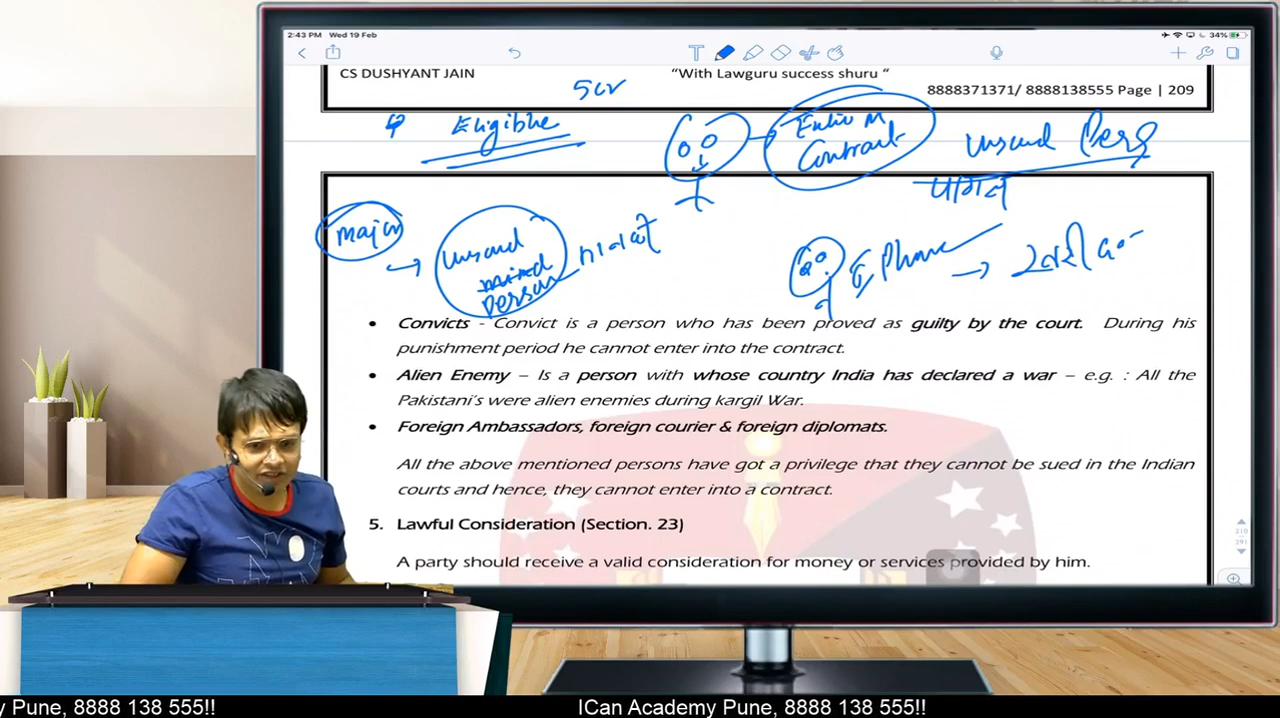 2:43 PM Wed 19 Feb
34%
CS DUSHYANT JAIN
"With Lawguru success shuru "
8888371371/ 8888138555 Page | 209
Eligible
Contract
major
unsound
person
Phone
• Convicts - Convict is a person who has been proved as guilty by the court. During his
punishment period he cannot enter into the contract.
• Alien Enemy – Is a person with whose country India has declared a war – e.g. : All the
Pakistani's were alien enemies during kargil War.
• Foreign Ambassadors, foreign courier & foreign diplomats.
All the above mentioned persons have got a privilege that they cannot be sued in the Indian
courts and hence, they cannot enter into a contract.
5. Lawful Consideration (Section. 23)
A party should receive a valid consideration for money or services provided by him.
y Pune, 8888 138 555!!
ICan Academy Pune, 8888 138 555!!